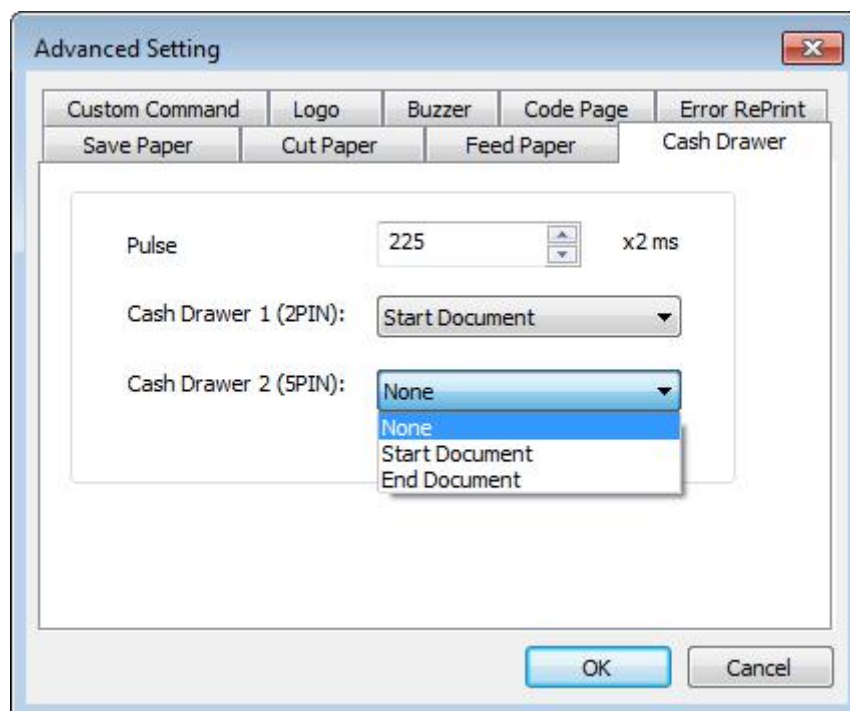 Advanced Setting
Custom Command Logo Buzzer Code Page Error RePrint
Save Paper Cut Paper Feed Paper Cash Drawer
Pulse 225 x2 ms
Cash Drawer 1 (2PIN): Start Document
Cash Drawer 2 (5PIN): None
None
Start Document
End Document
OK Cancel